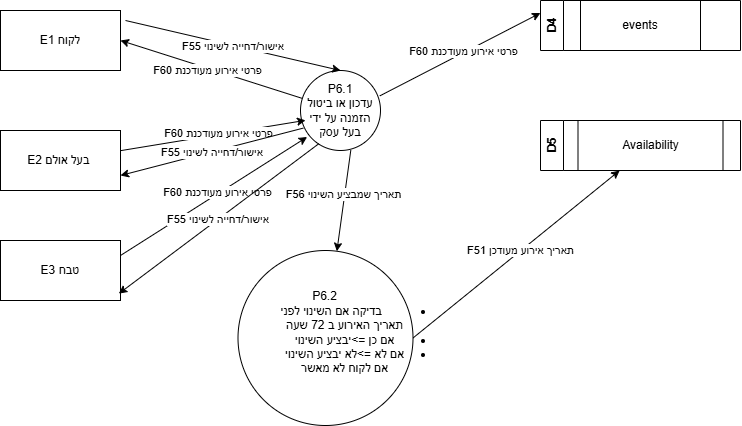 E1 לקוח
F55 אישור/דחייה לשינוי
F60 פרטי אירוע מעודכנת
F60 פרטי אירוע מעודכנת
D4
events
P6.1
עדכון או ביטול
הזמנה על ידי
בעל עסק
E2 בעל אולם
F60 פרטי אירוע מעודכנת
F55 אישור/דחייה לשינוי
D5
Availability
E3 טבח
F60 פרטי אירוע מעודכנת
F55 אישור/דחייה לשינוי
F56 תאריך שמבציע השינוי
F51 תאריך אירוע מעודכן
P6.2
בדיקה אם השינוי לפני
תאריך האירוע ב 72 שעה
אם כן =>יבציע השינוי
אם לא =>לא יבציע השינוי
אם לקוח לא מאשר